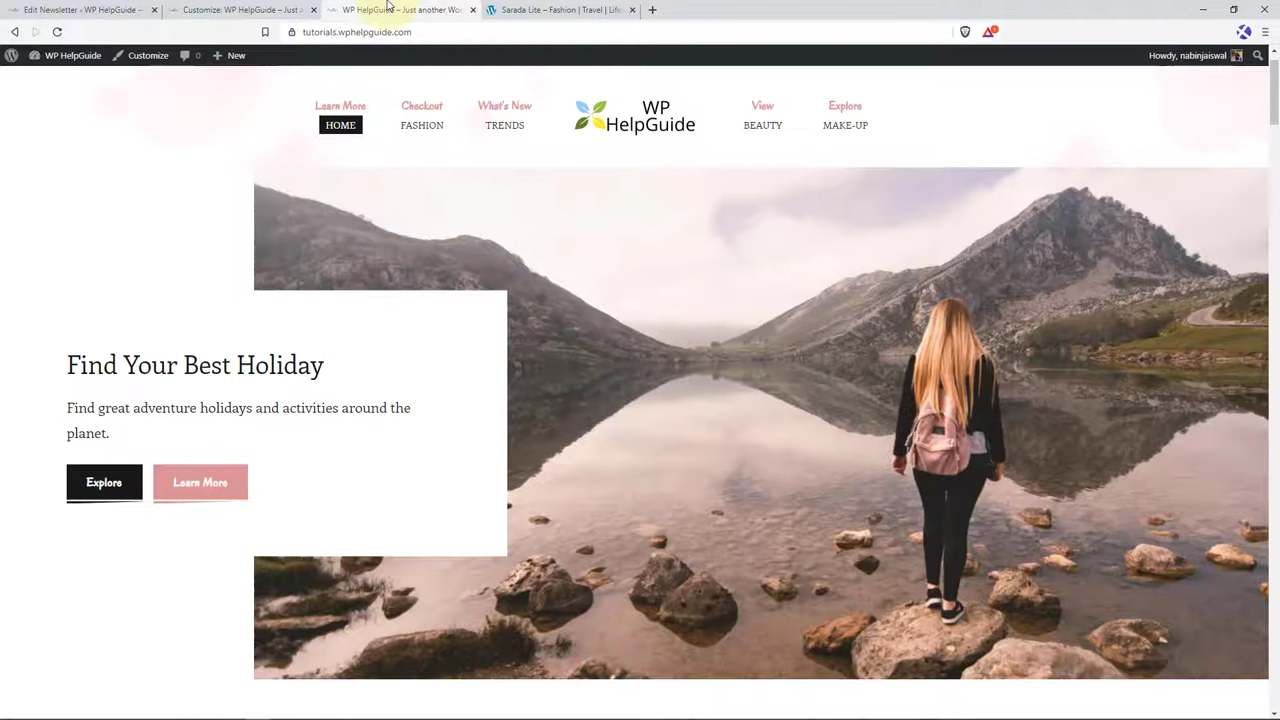 Edit Newsletter ‹ WP HelpGuide –
Customize: WP HelpGuide – Just
WP HelpGuide – Just another Wor
Sarada Lite – Fashion | Travel | Life
tutorials.wphelpguide.com
WP HelpGuide
Customize
0
New
Howdy, nabinjaiswal
Learn More
Checkout
What's New
View
Explore
HOME
FASHION
TRENDS
WP
HelpGuide
BEAUTY
MAKE-UP
Find Your Best Holiday
Find great adventure holidays and activities around the
planet.
Explore
Learn More